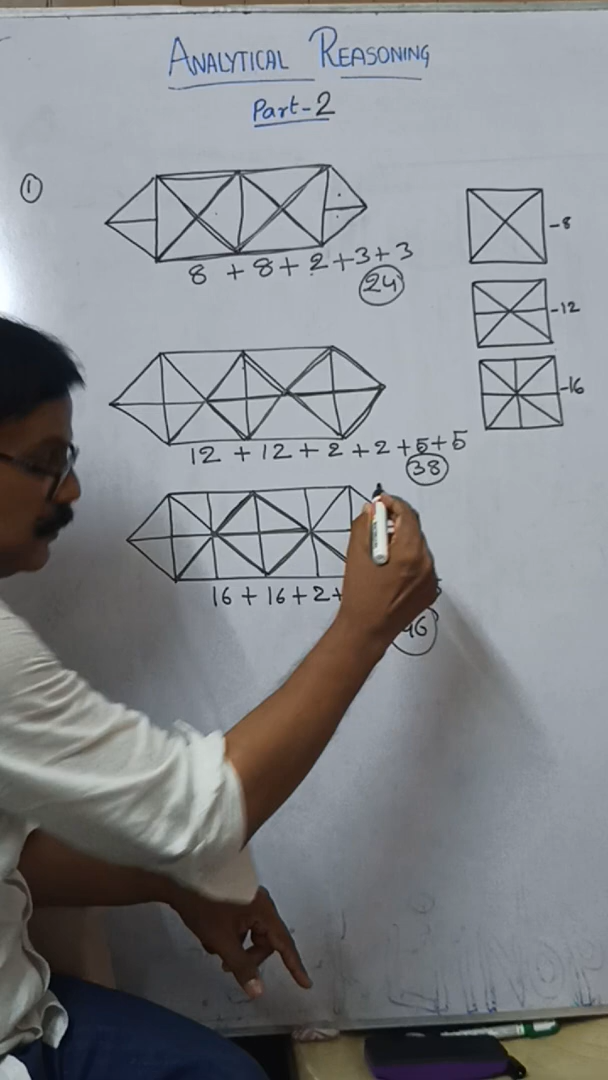 ANALYTICAL REASONING
Part-2
①
8 + 8 + 2 + 3 + 3
24
-8
-12
-16
12 + 12 + 2 + 2 + 5 + 5
38
16 + 16 + 2 +
46